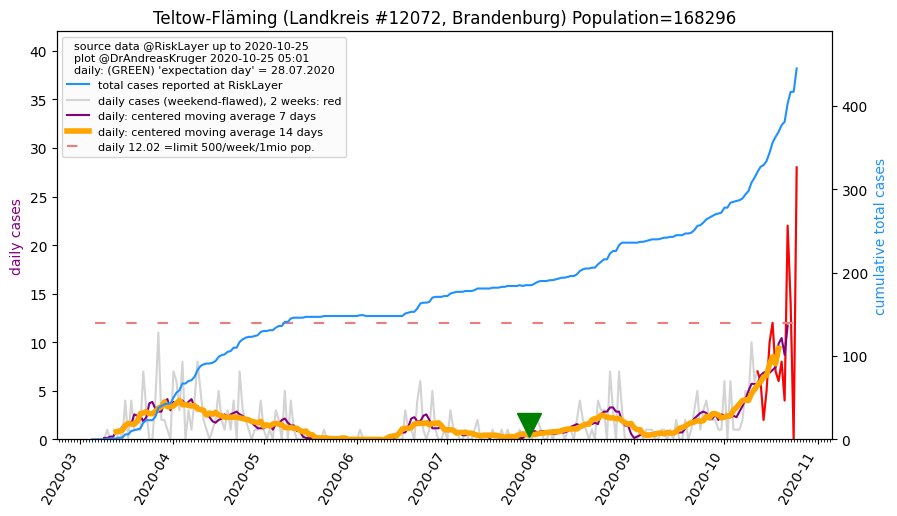 Teltow-Fläming (Landkreis #12072, Brandenburg) Population=168296
source data @RiskLayer up to 2020-10-25
plot @DrAndreasKruger 2020-10-25 05:01
daily: (GREEN) 'expectation day' = 28.07.2020
total cases reported at RiskLayer
daily cases (weekend-flawed), 2 weeks: red
daily: centered moving average 7 days
daily: centered moving average 14 days
daily 12.02 =limit 500/week/1mio pop.
daily cases
40
35
30
25
20
15
10
5
0
cumulative total cases
400
300
200
100
0
2020-03
2020-04
2020-05
2020-06
2020-07
2020-08
2020-09
2020-10
2020-11